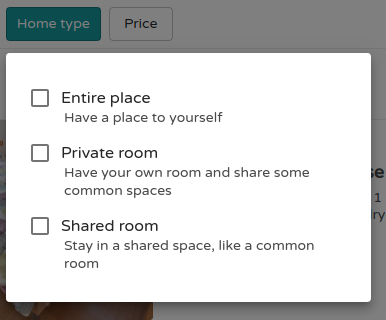 Home type
Price
Entire place
Have a place to yourself
Private room
Have your own room and share some
common spaces
Shared room
Stay in a shared space, like a common
room
1